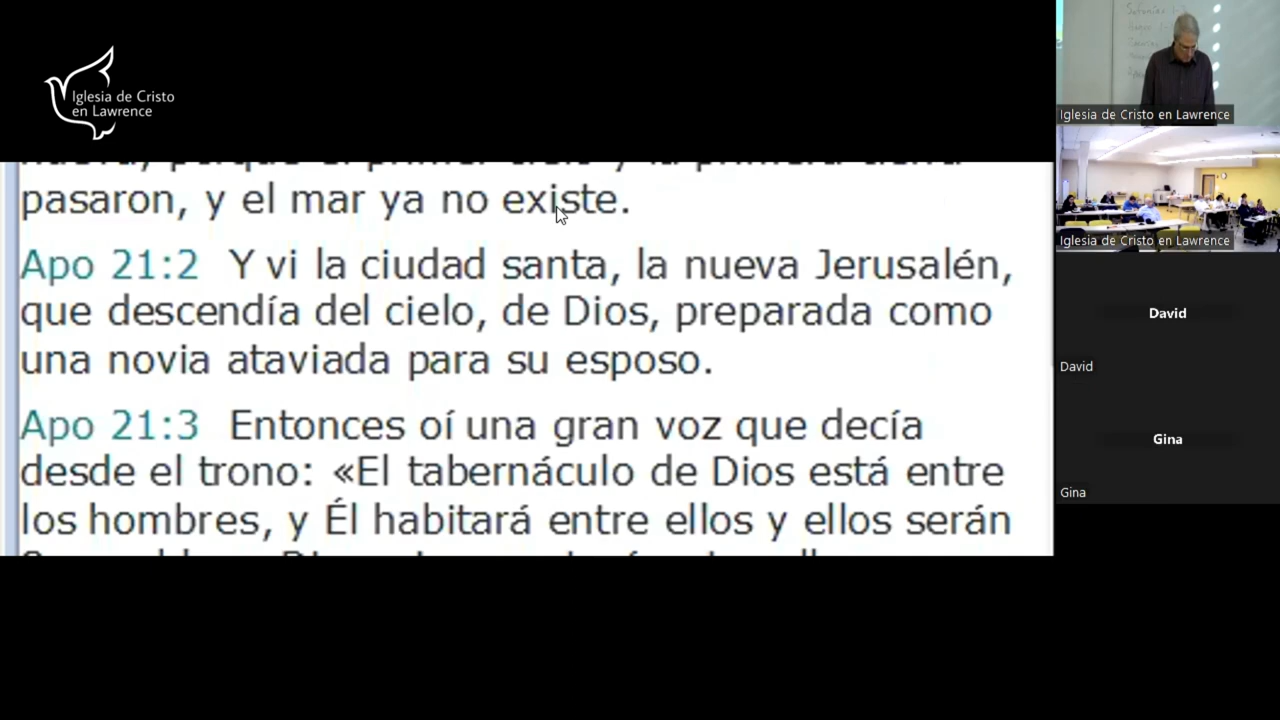 Iglesia de Cristo
en Lawrence
pasaron, y el mar ya no existe.
Apo 21:2 Y vi la ciudad santa, la nueva Jerusalén,
que descendía del cielo, de Dios, preparada como
una novia ataviada para su esposo.
Apo 21:3 Entonces oí una gran voz que decía
desde el trono: «El tabernáculo de Dios está entre
los hombres, y Él habitará entre ellos y ellos serán
Iglesia de Cristo en Lawrence
Iglesia de Cristo en Lawrence
David
David
Gina
Gina